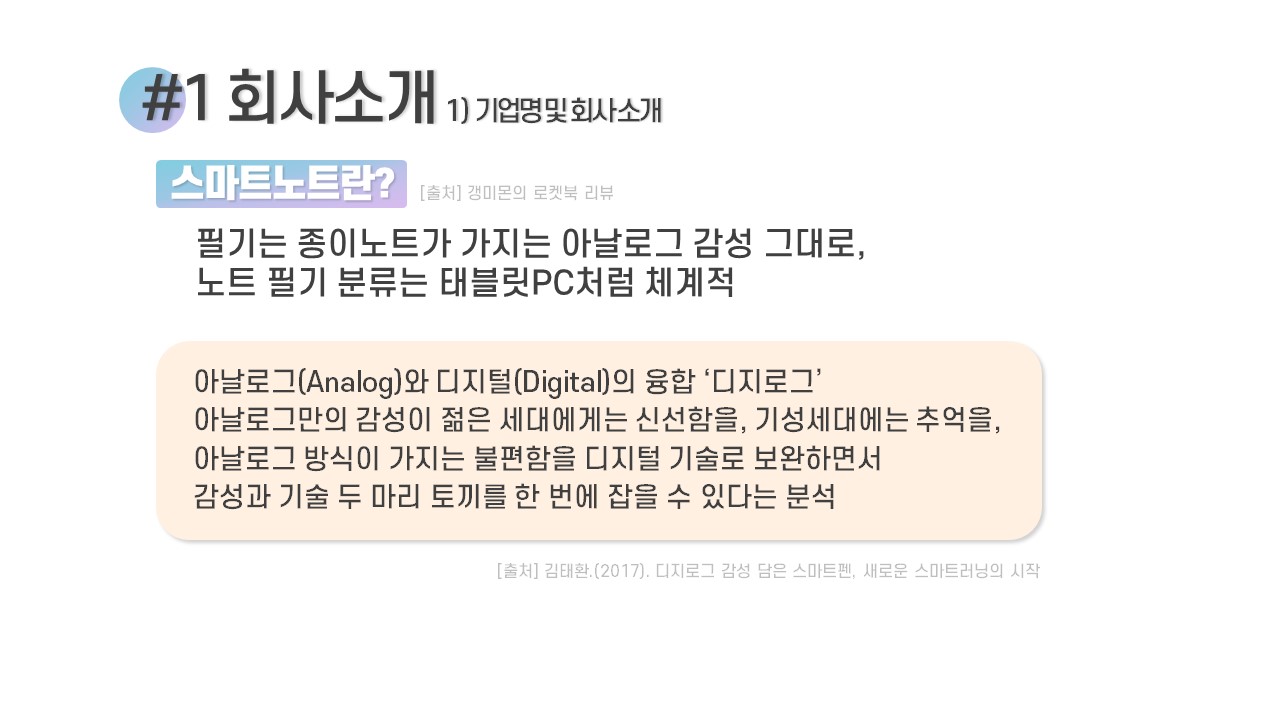 #1 회사소개 1) 기업명 및 회사소개
스마트노트란? [출처] 갱미몬의 로켓북 리뷰
필기는 종이노트가 가지는 아날로그 감성 그대로,
노트 필기 분류는 태블릿PC처럼 체계적
아날로그(Analog)와 디지털(Digital)의 융합 ‘디지로그’
아날로그만의 감성이 젊은 세대에게는 신선함을, 기성세대에는 추억을,
아날로그 방식이 가지는 불편함을 디지털 기술로 보완하면서
감성과 기술 두 마리 토끼를 한 번에 잡을 수 있다는 분석
[출처] 김태환.(2017). 디지로그 감성 담은 스마트펜, 새로운 스마트러닝의 시작